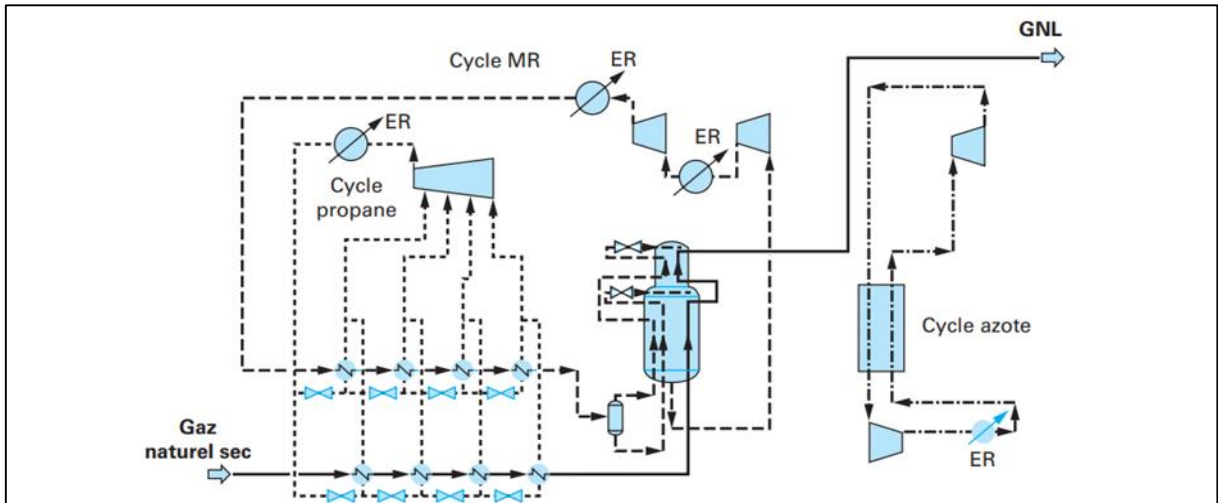 GNL
Cycle MR
ER
ER
ER
Cycle
propane
Cycle azote
Gaz
naturel sec
ER